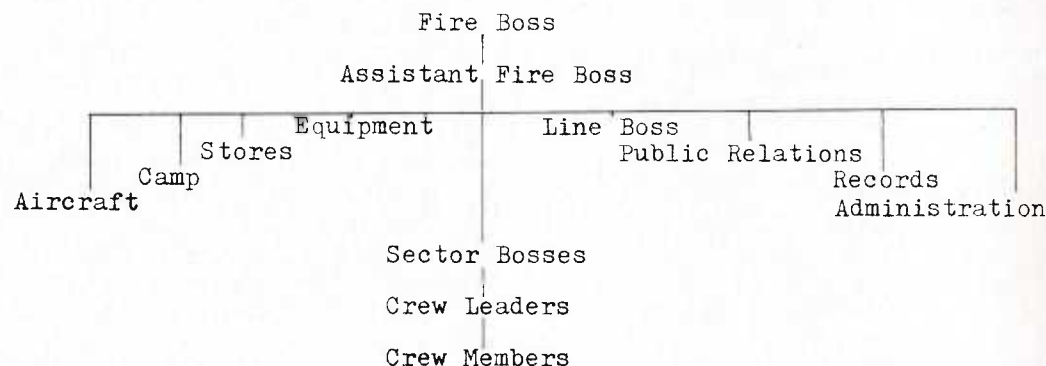 Fire Boss
Assistant Fire Boss
Equipment Line Boss
Stores Public Relations
Camp Records
Aircraft Administration
Sector Bosses
Crew Leaders
Crew Members